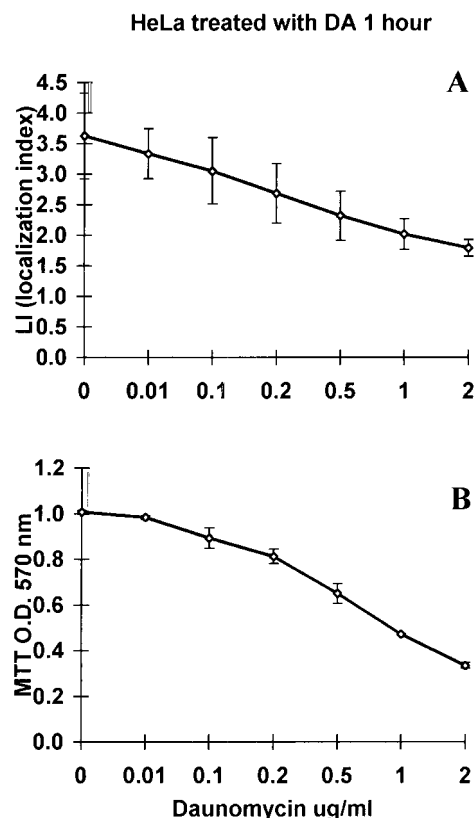 HeLa treated with DA 1 hour
A
LI (localization index)
4.5
4.0
3.5
3.0
2.5
2.0
1.5
1.0
0.5
0.0
0 0.01 0.1 0.2 0.5 1 2
B
MTT O.D. 570 nm
1.2
1.0
0.8
0.6
0.4
0.2
0.0
0 0.01 0.1 0.2 0.5 1 2
Daunomycin ug/ml